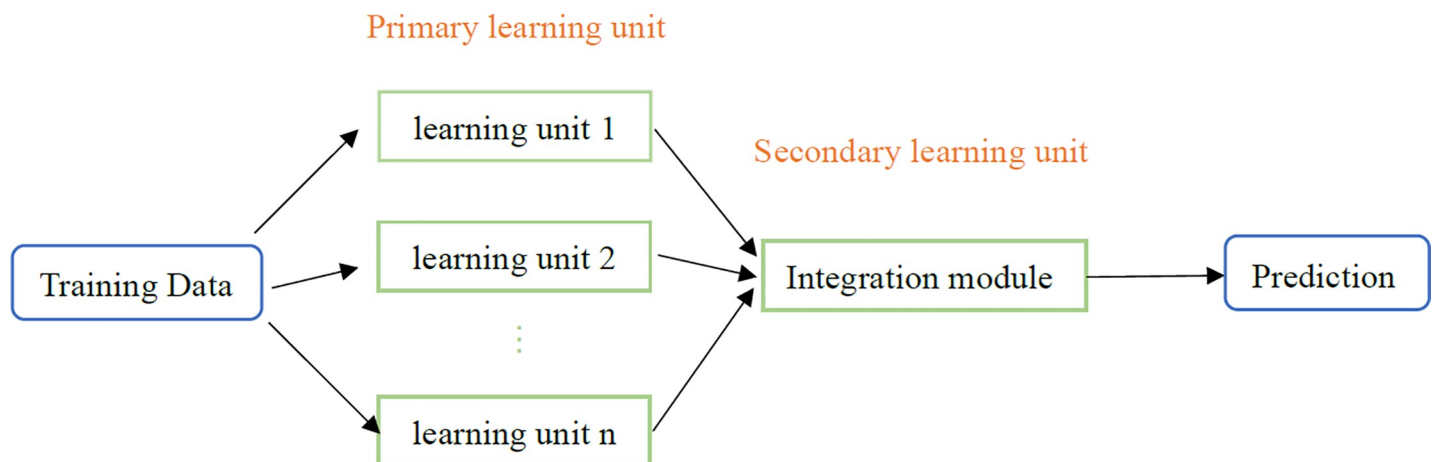 Primary learning unit
learning unit 1
Secondary learning unit
learning unit 2
Training Data
Integration module
Prediction
learning unit n